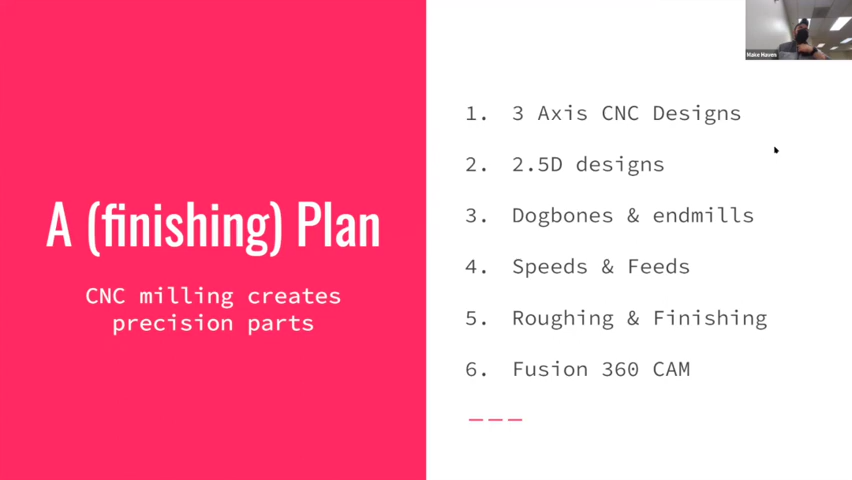 A (finishing) Plan
CNC milling creates
precision parts
1. 3 Axis CNC Designs
2. 2.5D designs
3. Dogbones & endmills
4. Speeds & Feeds
5. Roughing & Finishing
6. Fusion 360 CAM
Make Haven